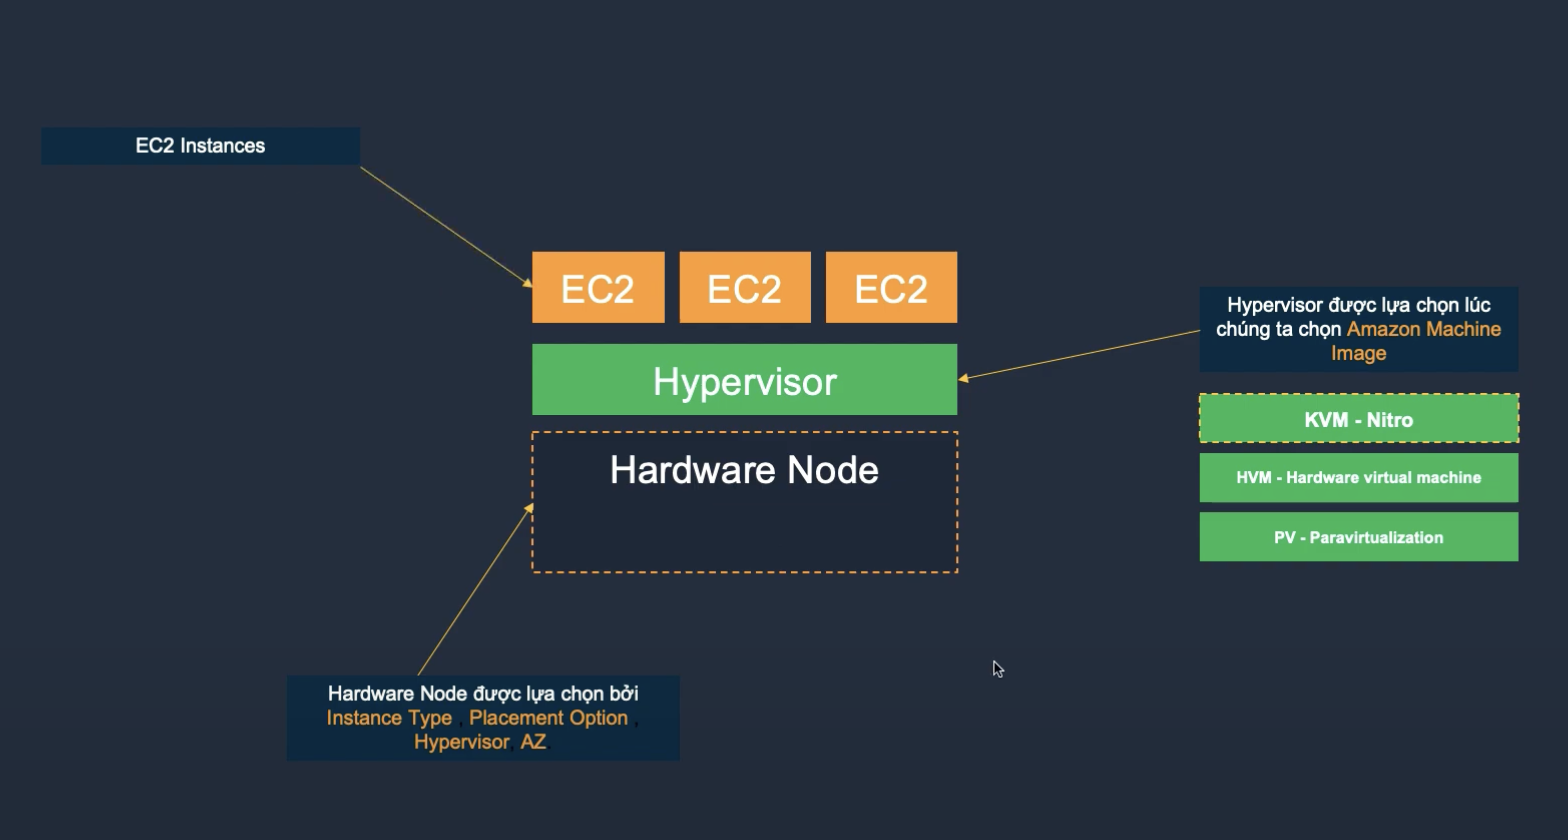 EC2 Instances
EC2 EC2 EC2
Hypervisor
Hardware Node
Hypervisor được lựa chọn lúc
chúng ta chọn Amazon Machine
Image
KVM - Nitro
HVM - Hardware virtual machine
PV - Paravirtualization
Hardware Node được lựa chọn bởi
Instance Type , Placement Option ,
Hypervisor, AZ.